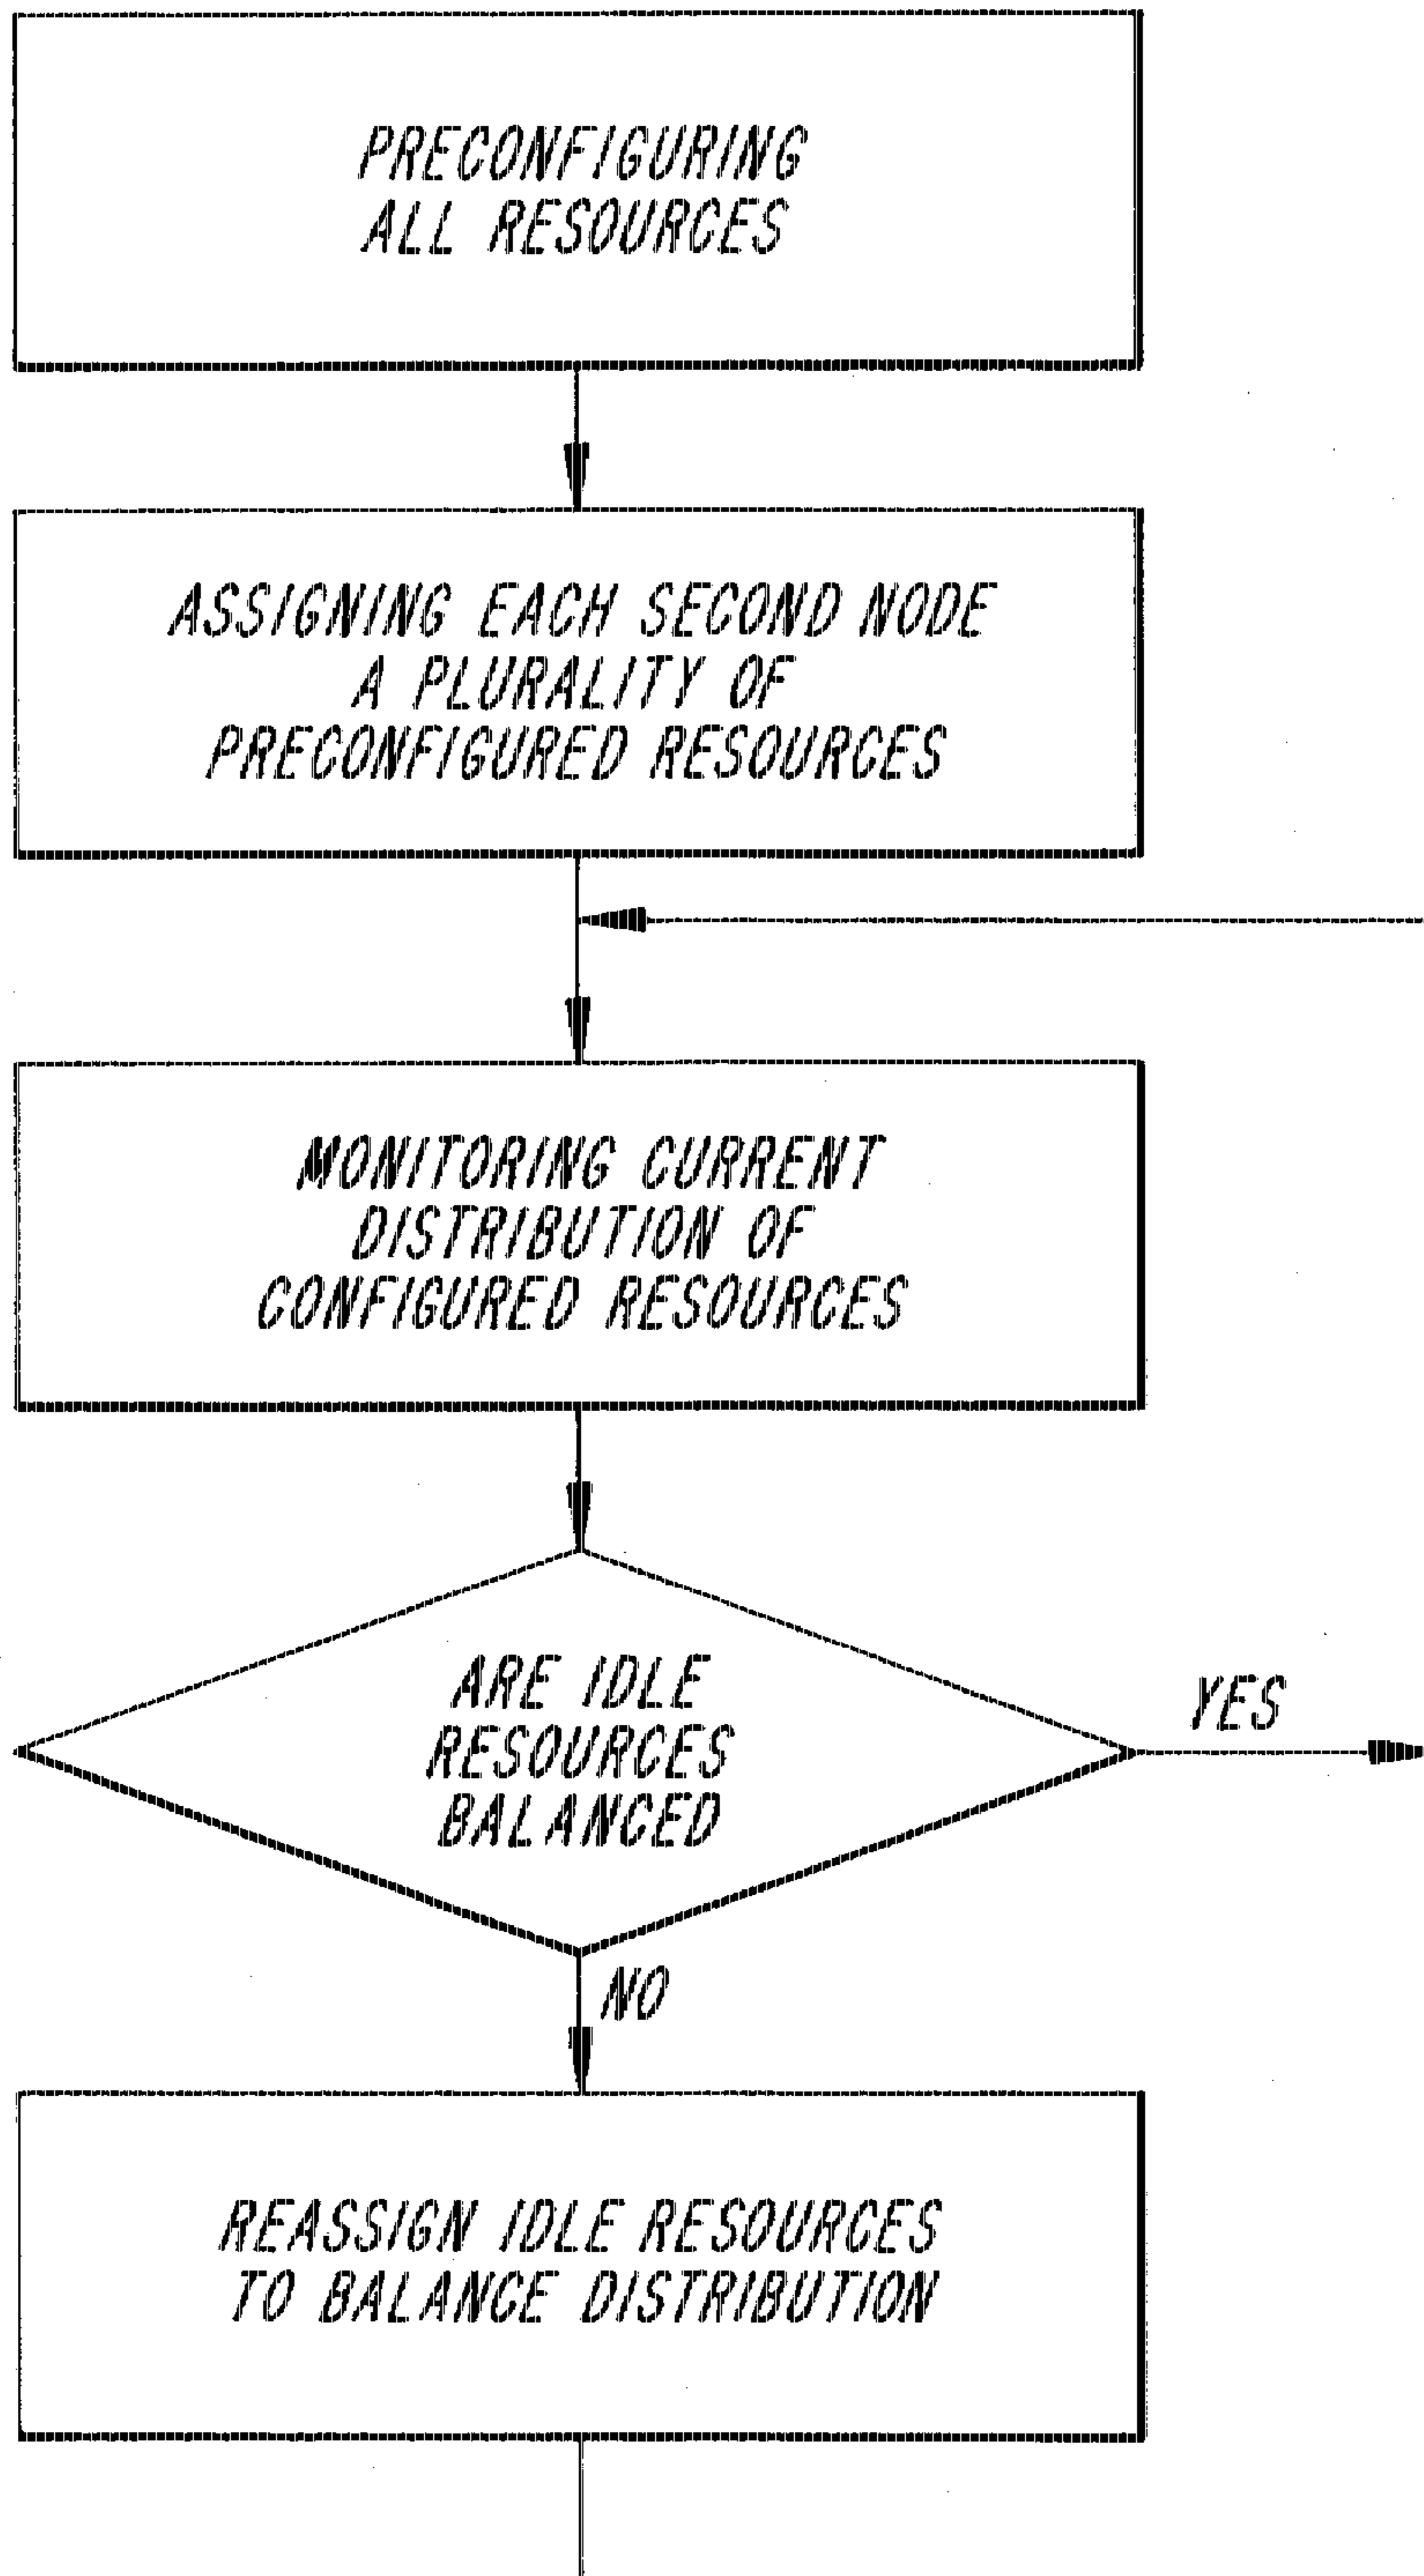 PRECONFIGURING
ALL RESOURCES
ASSIGNING EACH SECOND NODE
A PLURALITY OF
PRECONFIGURED RESOURCES
MONITORING CURRENT
DISTRIBUTION OF
CONFIGURED RESOURCES
ARE IDLE
RESOURCES
BALANCED
YES
NO
REASSIGN IDLE RESOURCES
TO BALANCE DISTRIBUTION